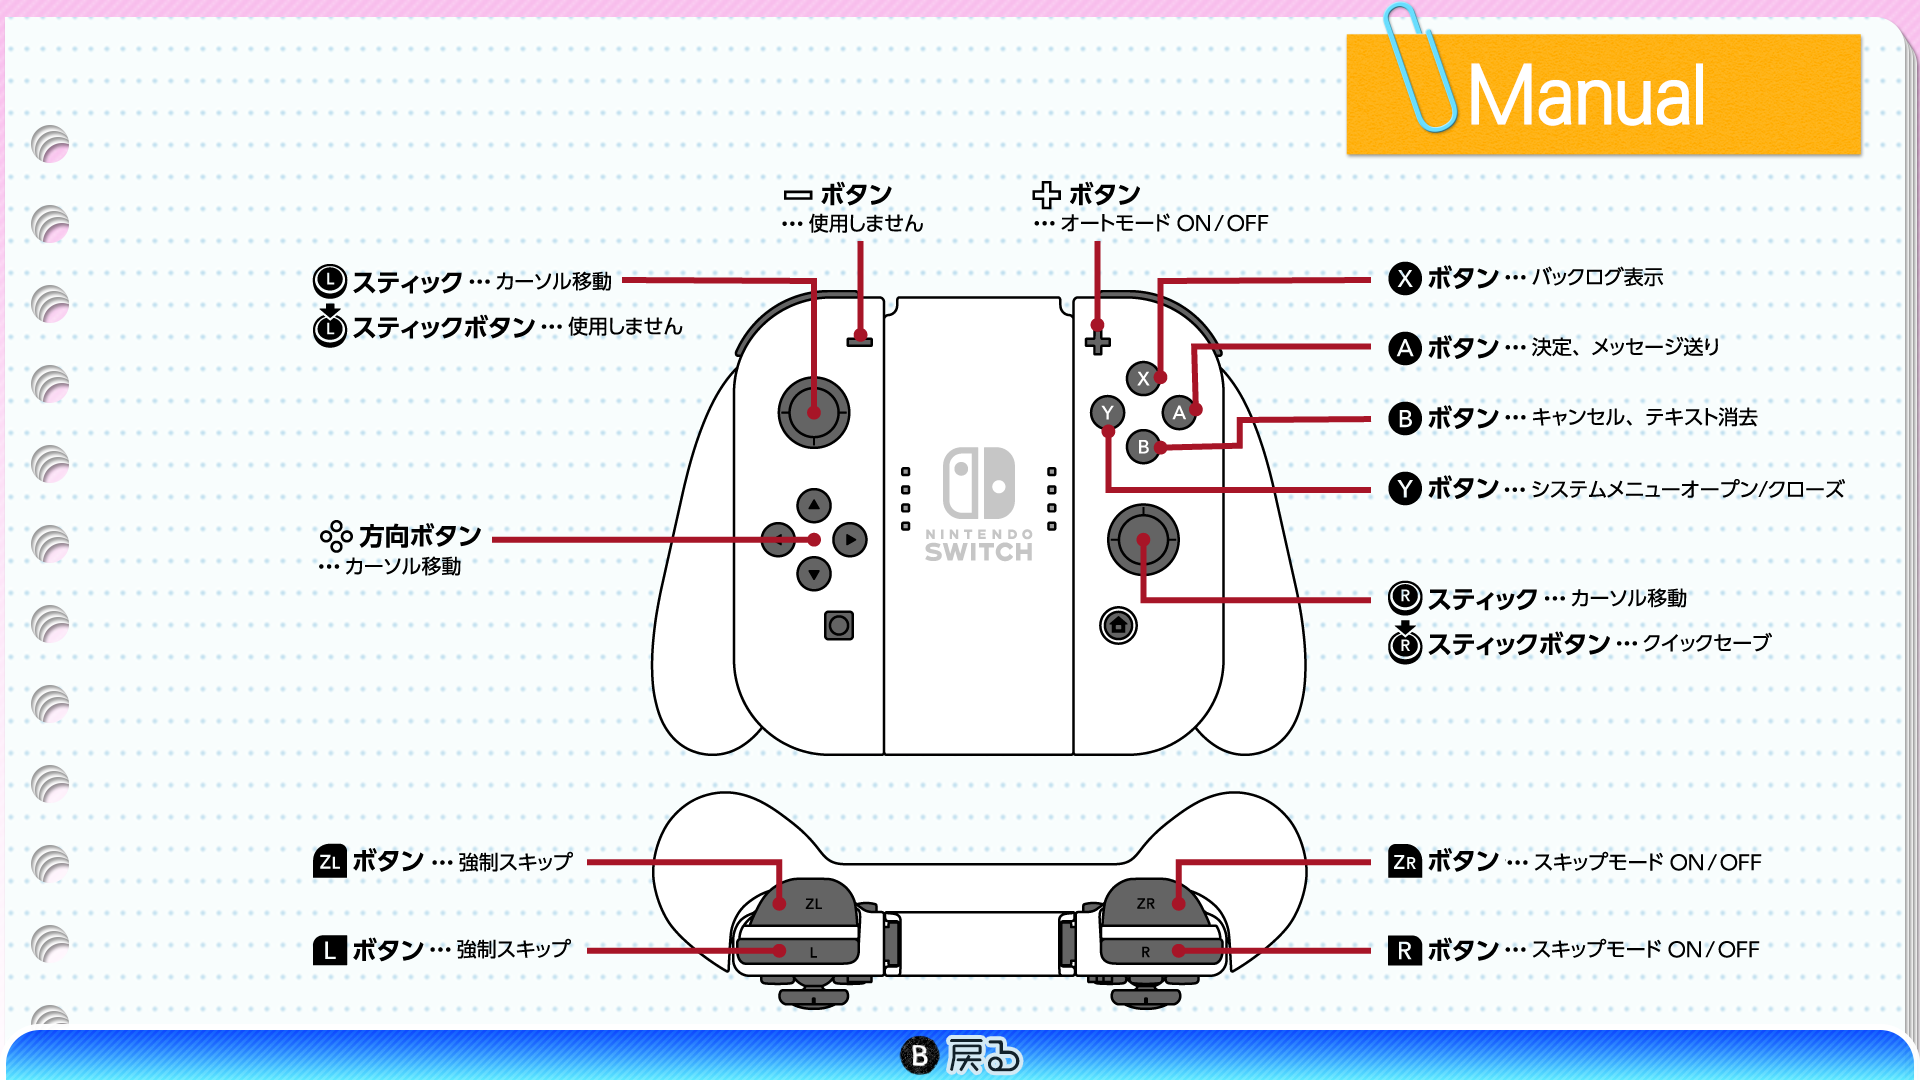 Manual
ボタン
… 使用しません
ボタン
… オートモード ON/OFF
L スティック … カーソル移動
L スティックボタン … 使用しません
X ボタン … バックログ表示
A ボタン … 決定、メッセージ送り
B ボタン … キャンセル、テキスト消去
Y ボタン … システムメニューオープン/クローズ
X
Y
A
B
NINTENDO
SWITCH
方向ボタン
… カーソル移動
R スティック … カーソル移動
R スティックボタン … クイックセーブ
ZL ボタン … 強制スキップ
ZR ボタン … スキップモード ON/OFF
ZL
ZR
L ボタン … 強制スキップ
R ボタン … スキップモード ON/OFF
L
R
B 戻る